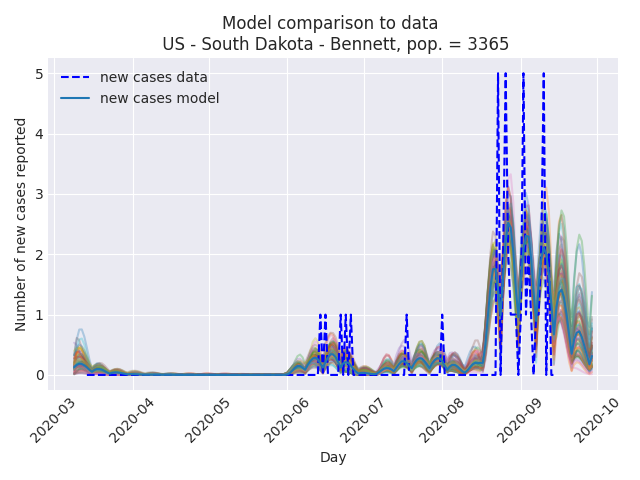 Model comparison to data
US - South Dakota - Bennett, pop. = 3365
new cases data
new cases model
Number of new cases reported
5
4
3
2
1
0
2020-03
2020-04
2020-05
2020-06
2020-07
2020-08
2020-09
2020-10
Day